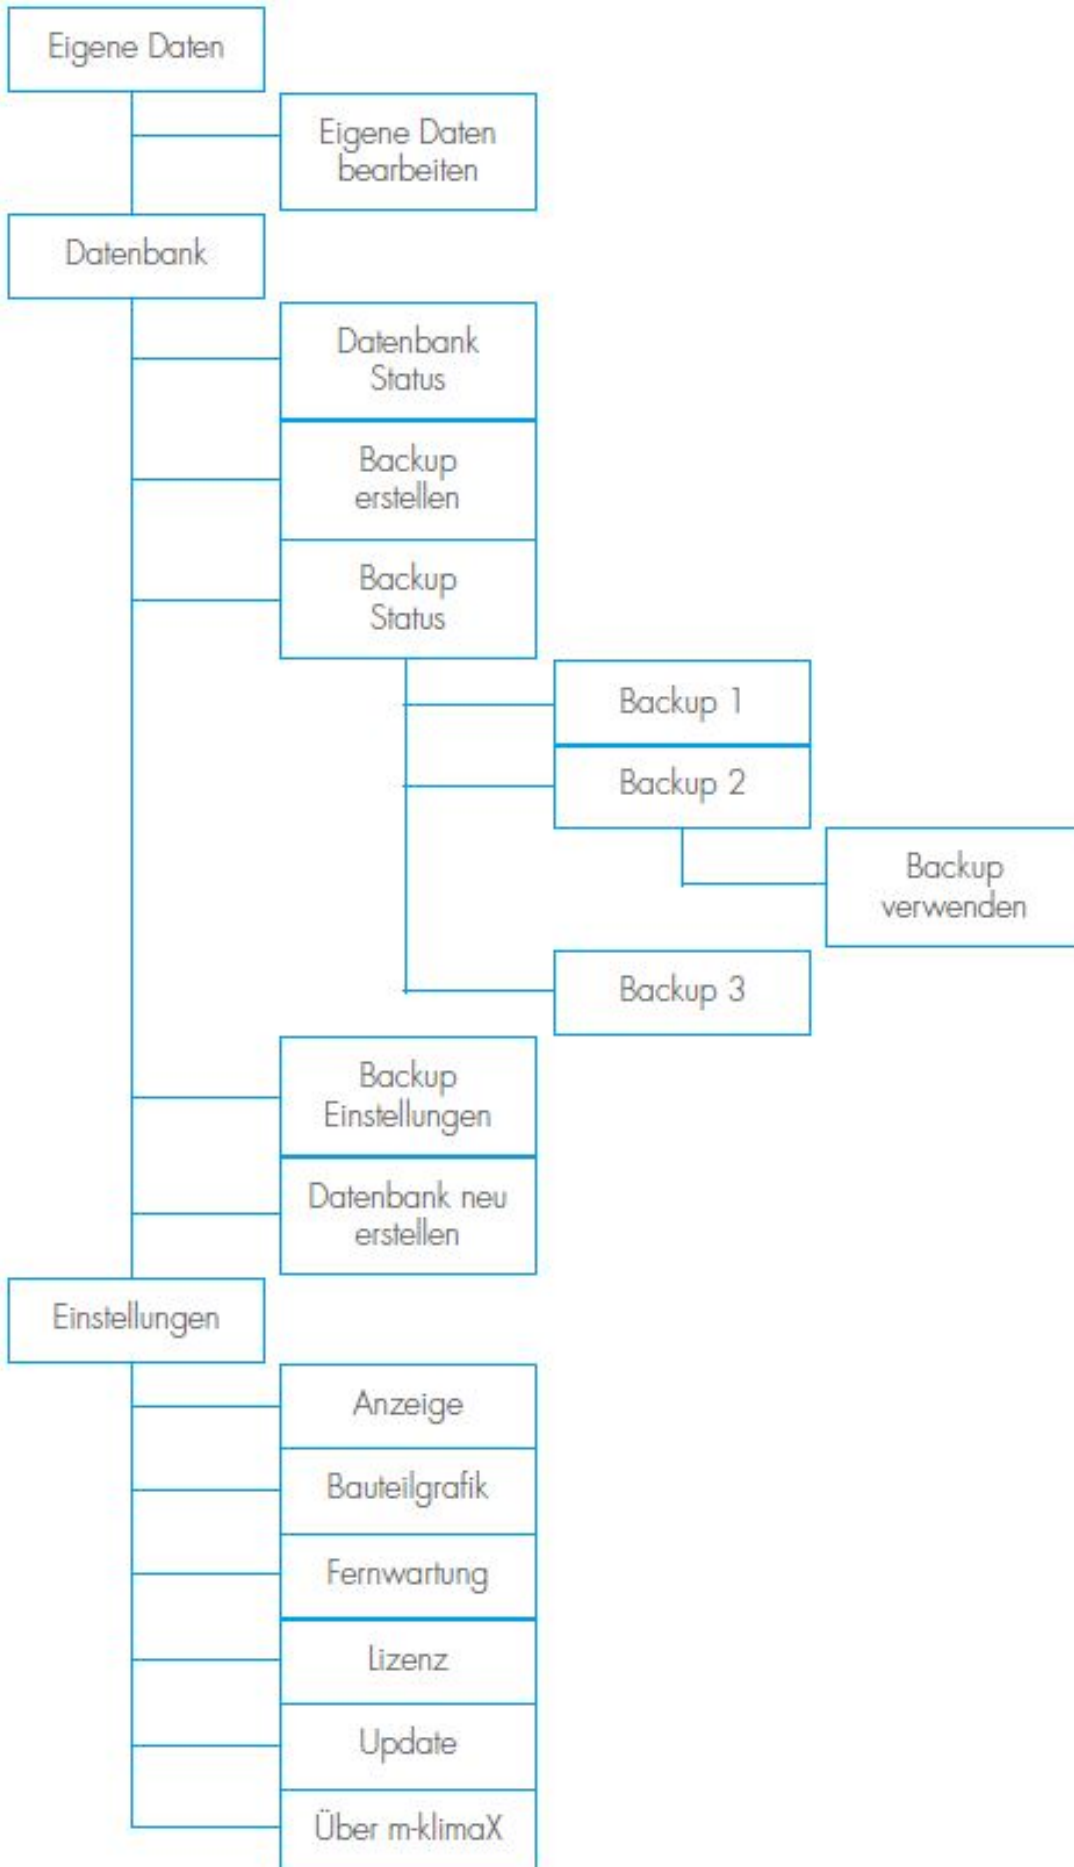 Eigene Daten
Eigene Daten
bearbeiten
Datenbank
Datenbank
Status
Backup
erstellen
Backup
Status
Backup 1
Backup 2
Backup
verwenden
Backup 3
Backup
Einstellungen
Datenbank neu
erstellen
Einstellungen
Anzeige
Bauteilgrafik
Fernwartung
Lizenz
Update
Über m-klimaX